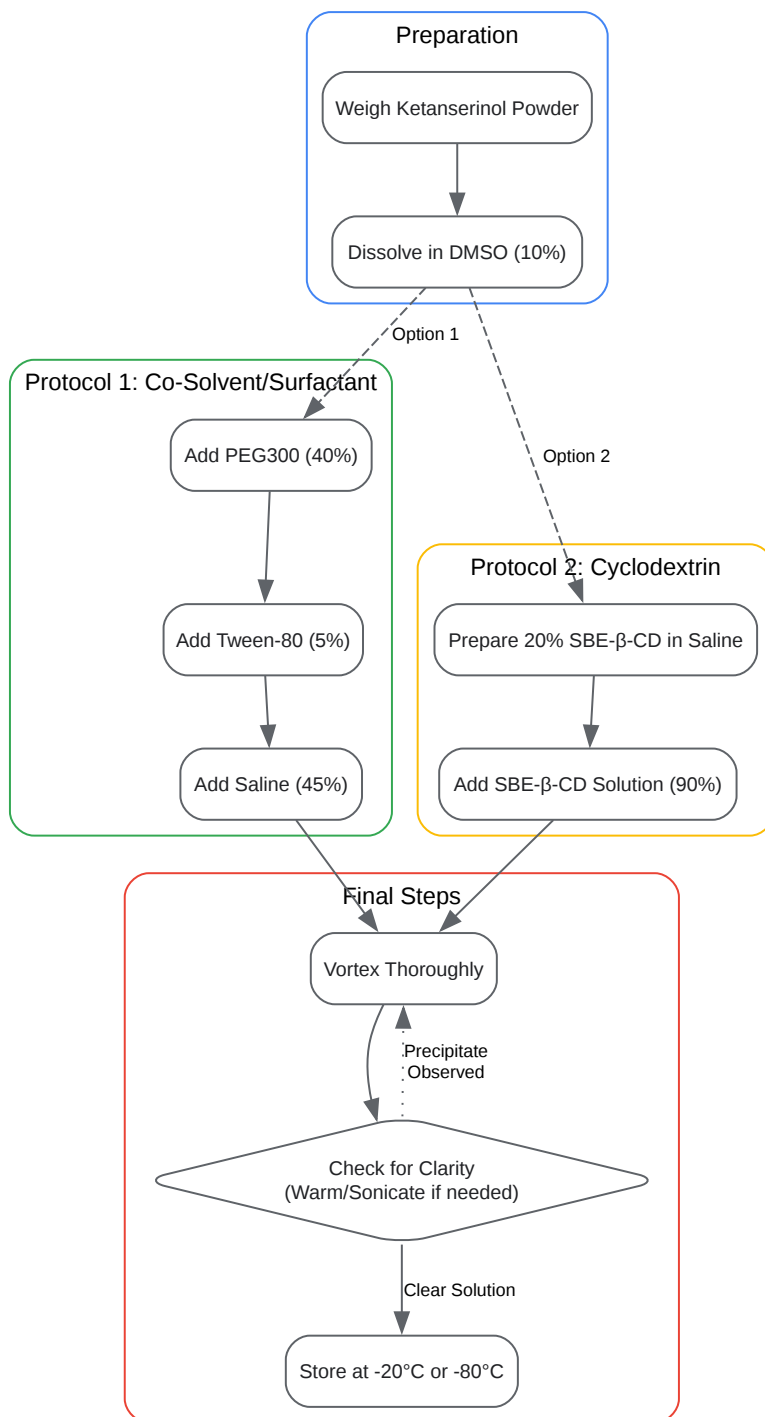 Preparation
Weigh Ketanserinol Powder
Dissolve in DMSO (10%)
Option 1
Protocol 1: Co-Solvent/Surfactant
Add PEG300 (40%)
Option 2
Protocol 2: Cyclodextrin
Add Tween-80 (5%)
Prepare 20% SBE-β-CD in Saline
Add Saline (45%)
Add SBE-β-CD Solution (90%)
Final Steps
Vortex Thoroughly
Precipitate
Observed
Check for Clarity
(Warm/Sonicate if needed)
Clear Solution
Store at -20°C or -80°C